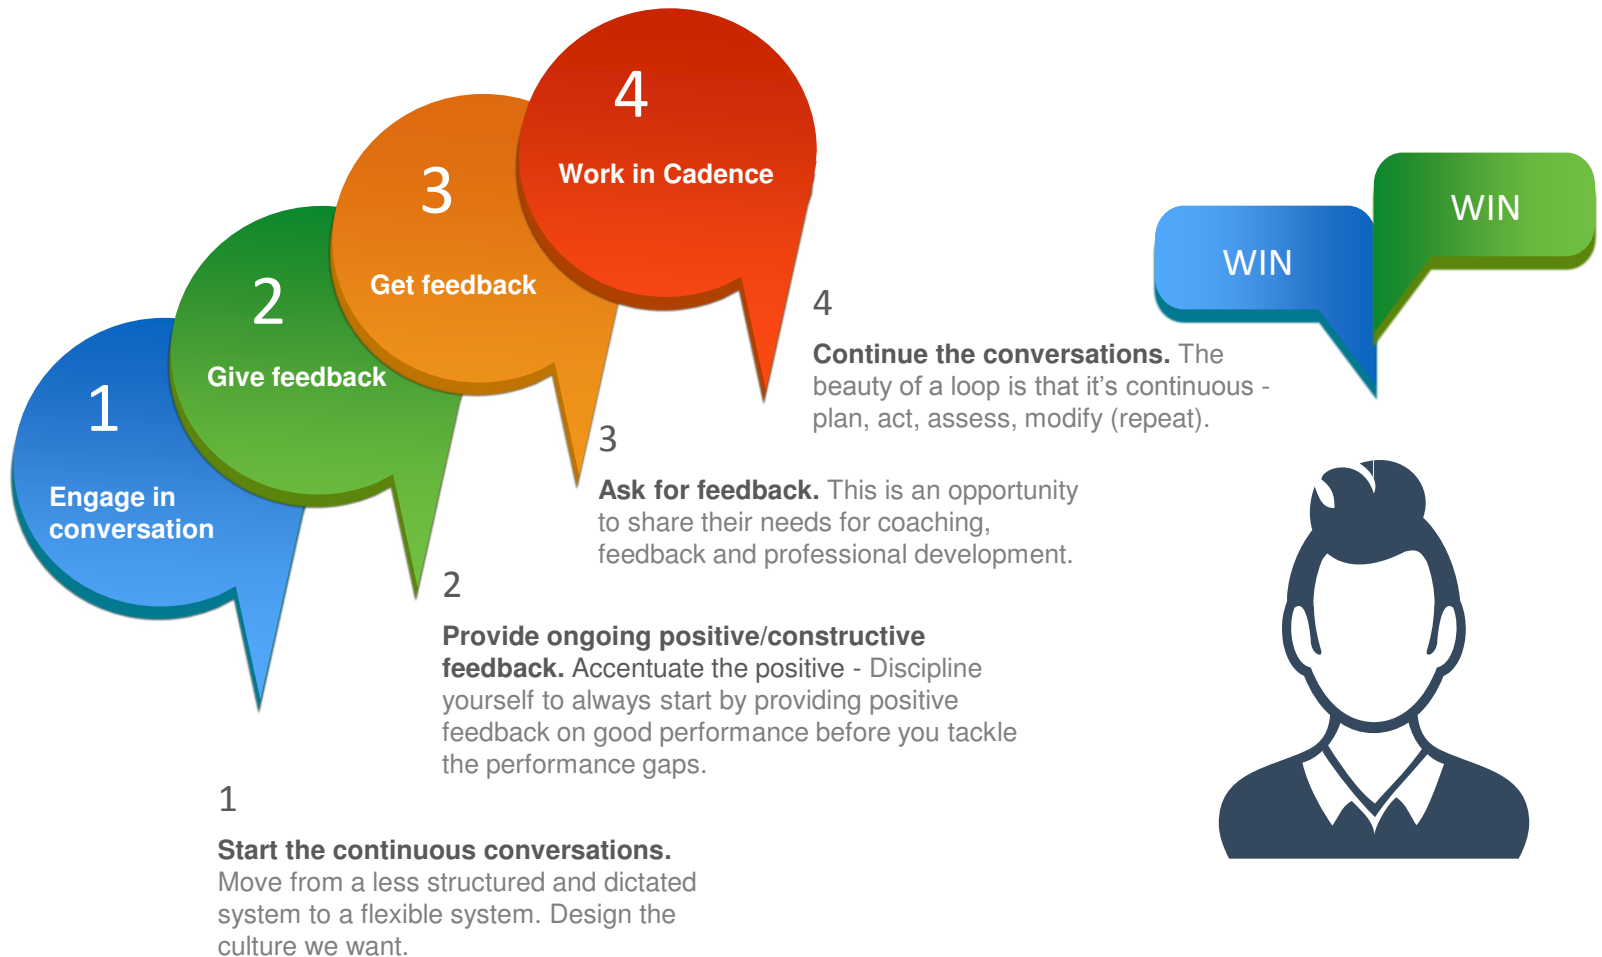 1
Engage in
conversation
2
Give feedback
3
Get feedback
4
Work in Cadence
WIN
WIN
4
Continue the conversations. The
beauty of a loop is that it’s continuous -
plan, act, assess, modify (repeat).
3
Ask for feedback. This is an opportunity
to share their needs for coaching,
feedback and professional development.
2
Provide ongoing positive/constructive
feedback. Accentuate the positive - Discipline
yourself to always start by providing positive
feedback on good performance before you tackle
the performance gaps.
1
Start the continuous conversations.
Move from a less structured and dictated
system to a flexible system. Design the
culture we want.